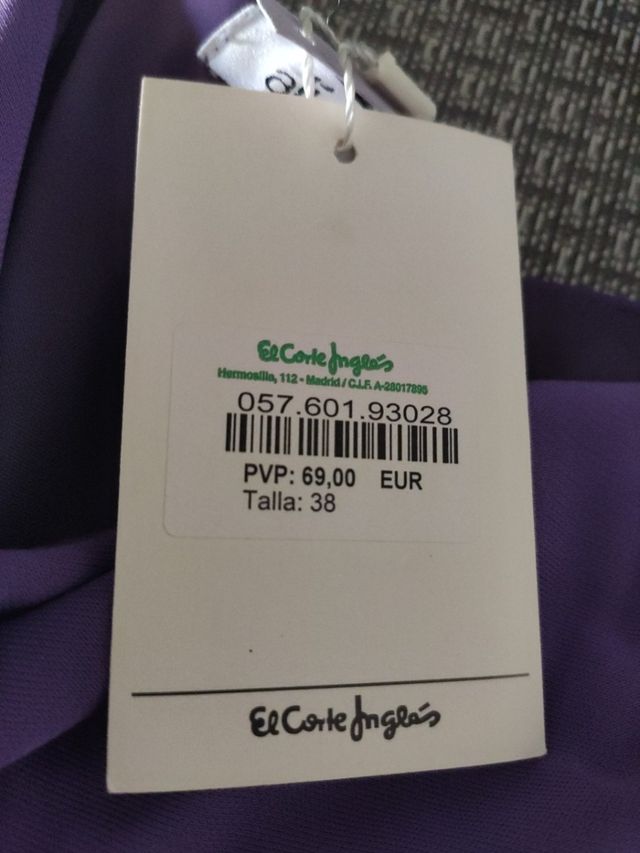 El Corte Inglés
Hermosilla, 112 - Madrid / C.I.F. A-28017895
057.601.93028
PVP: 69,00 EUR
Talla: 38
El Corte Inglés